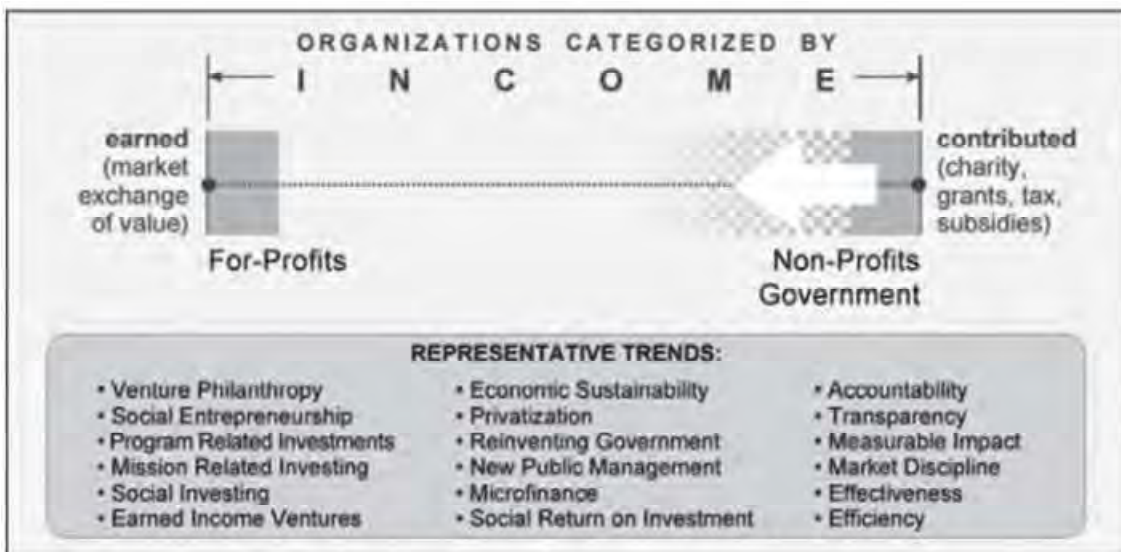 ORGANIZATIONS CATEGORIZED BY
I N C O M E
earned
(market
exchange
of value)
contributed
(charity,
grants, tax,
subsidies)
For-Profits
Non-Profits
Government
REPRESENTATIVE TRENDS:
• Venture Philanthropy
• Social Entrepreneurship
• Program Related Investments
• Mission Related Investing
• Social Investing
• Earned Income Ventures
• Economic Sustainability
• Privatization
• Reinventing Government
• New Public Management
• Microfinance
• Social Return on Investment
• Accountability
• Transparency
• Measurable Impact
• Market Discipline
• Effectiveness
• Efficiency